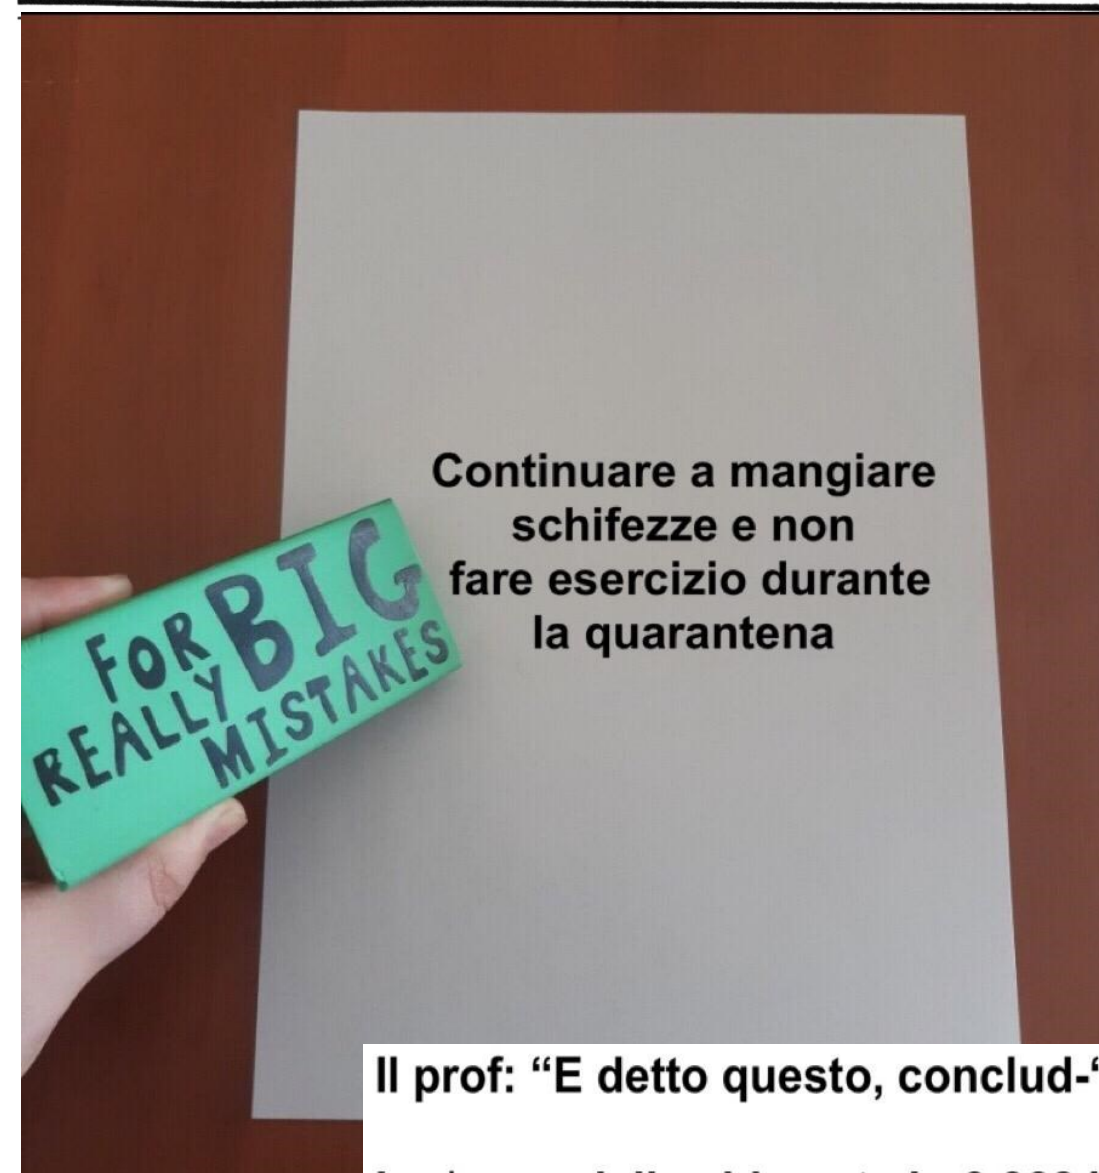 FOR BIG
REALLY
MISTAKES
Continuare a mangiare
schifezze e non
fare esercizio durante
la quarantena
Il prof: “E detto questo, conclud-“